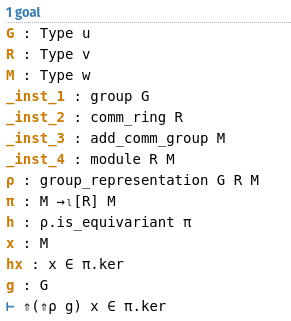 1 goal
G : Type u
R : Type v
M : Type w
_inst_1 : group G
_inst_2 : comm_ring R
_inst_3 : add_comm_group M
_inst_4 : module R M
ρ : group_representation G R M
π : M →ₗ[R] M
h : ρ.is_equivariant π
x : M
hx : x ∈ π.ker
g : G
⊢ ⇑(⇑ρ g) x ∈ π.ker